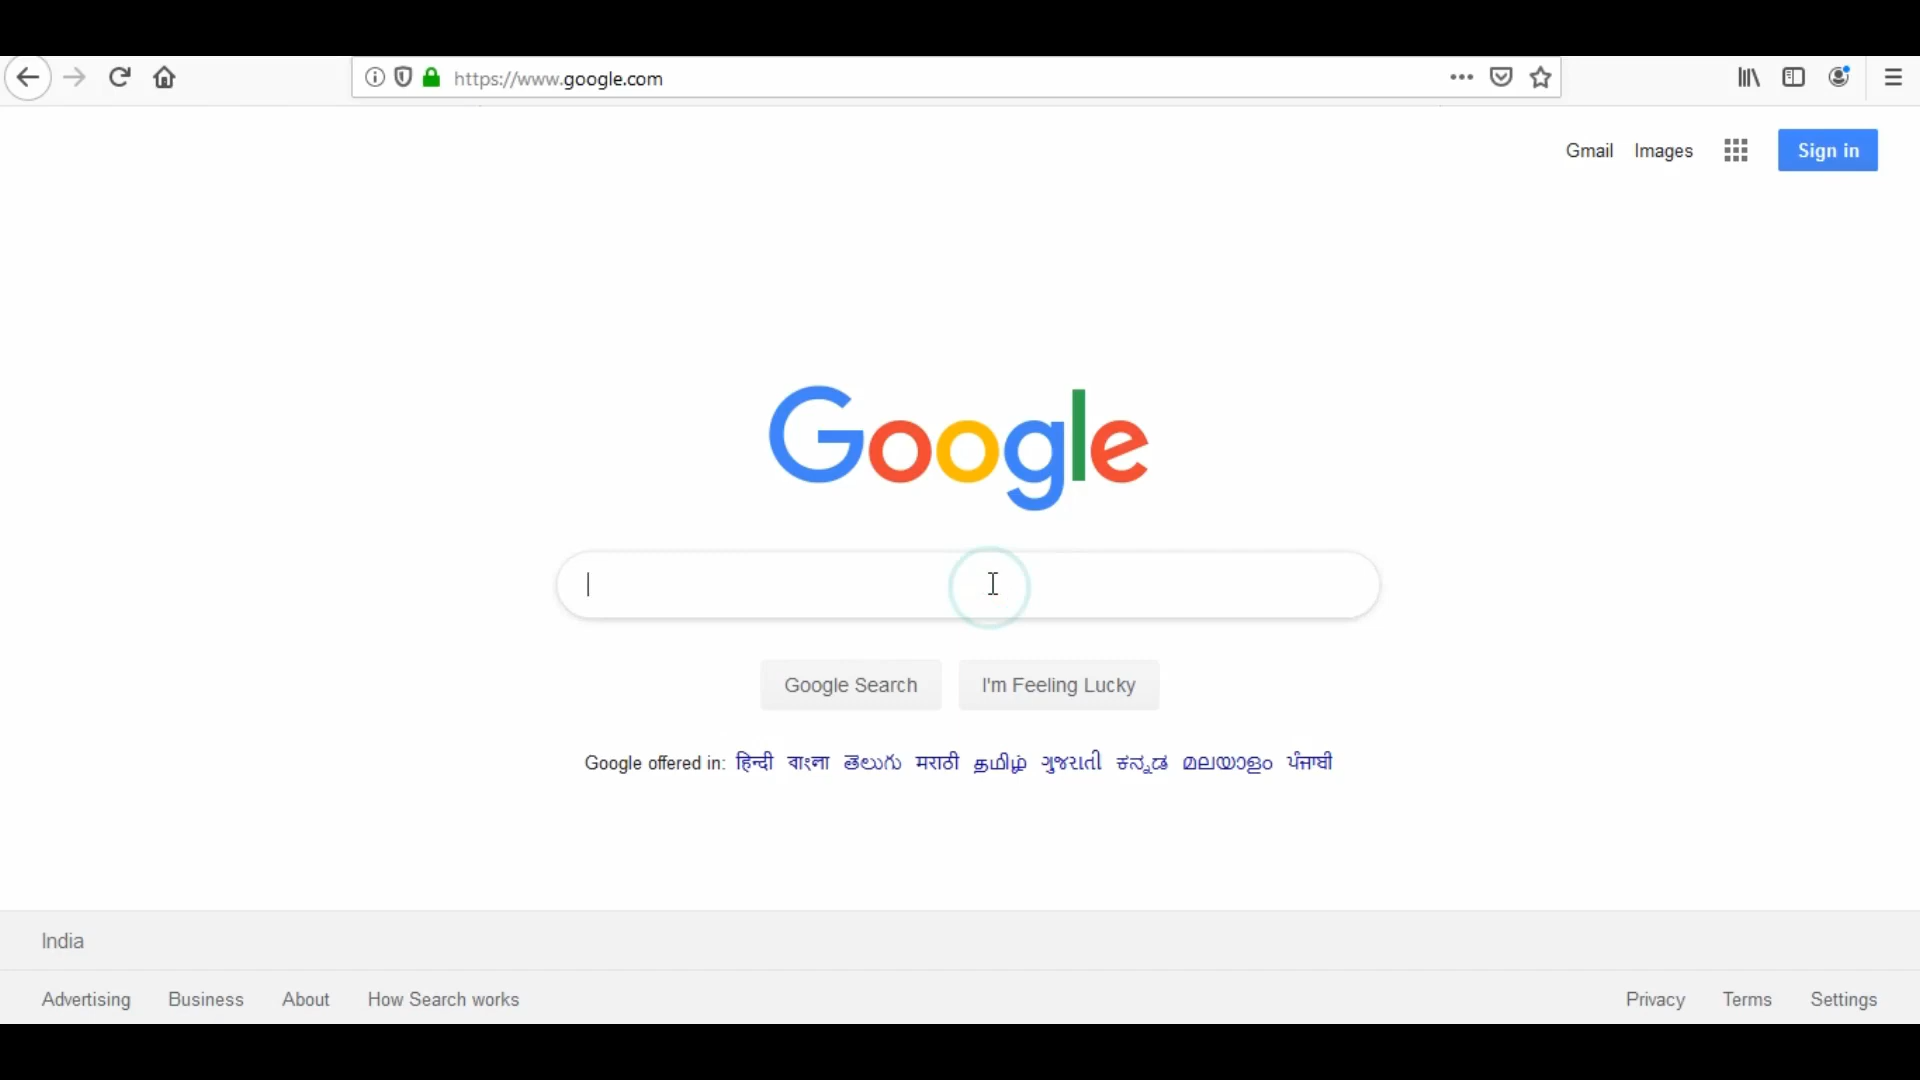 https://www.google.com
Gmail Images Sign in
Google
Google Search I'm Feeling Lucky
Google offered in: हिन्दी বাংলা తెలుగు मराठी தமிழ் ગુજરાતી ಕನ್ನಡ മലയാളം ਪੰਜਾਬੀ
India
Advertising Business About How Search works Privacy Terms Settings